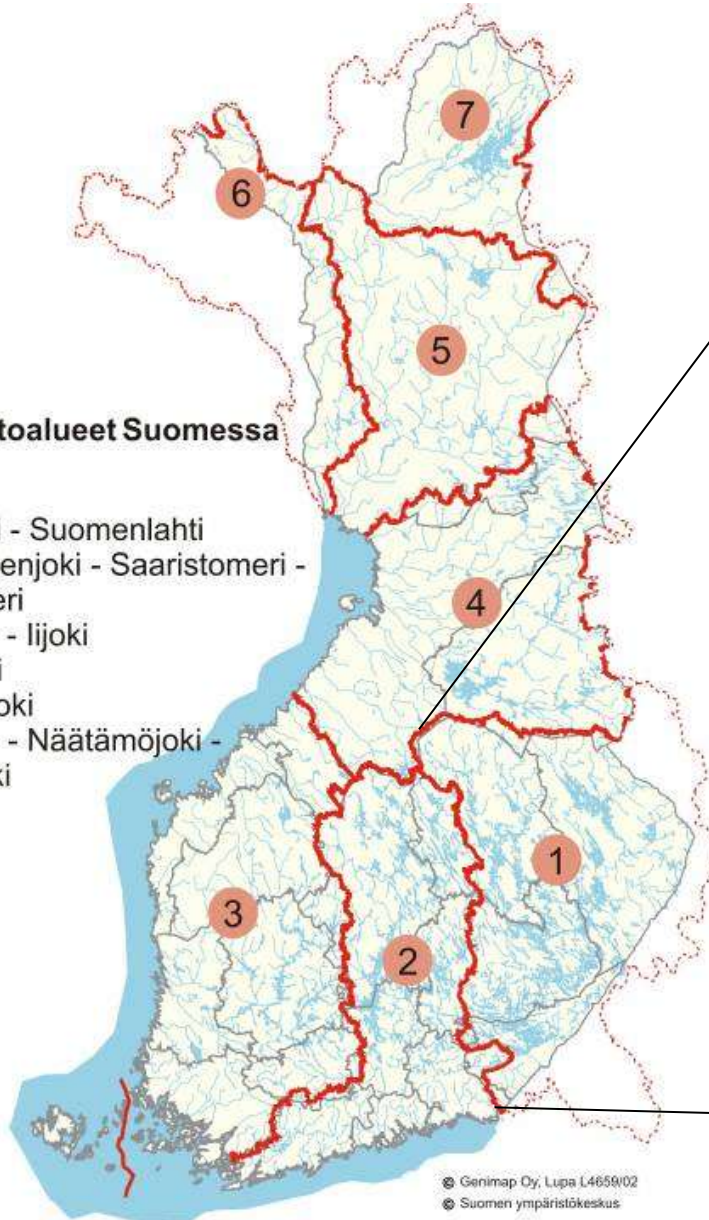 7
6
5
toalueet Suomessa
i - Suomenlahti
enjoki - Saaristomeri -
eri
- Iijoki
i
oki
- Näätämöjoki -
ki
4
1
3
2
© Genimap Oy, Lupa L4659/02
© Suomen ympäristökeskus